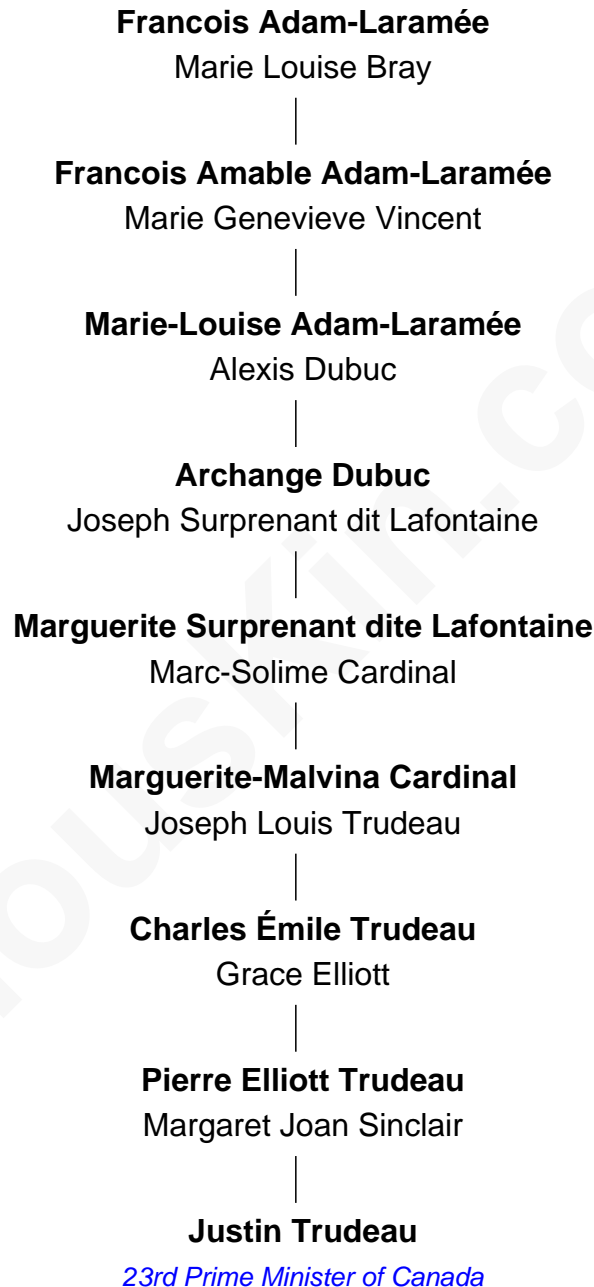 Francois Adam-Laramée
Marie Louise Bray
Francois Amable Adam-Laramée
Marie Genevieve Vincent
Marie-Louise Adam-Laramée
Alexis Dubuc
Archange Dubuc
Joseph Surprenant dit Lafontaine
Marguerite Surprenant dite Lafontaine
Marc-Solime Cardinal
Marguerite-Malvina Cardinal
Joseph Louis Trudeau
Charles Émile Trudeau
Grace Elliott
Pierre Elliott Trudeau
Margaret Joan Sinclair
Justin Trudeau
23rd Prime Minister of Canada